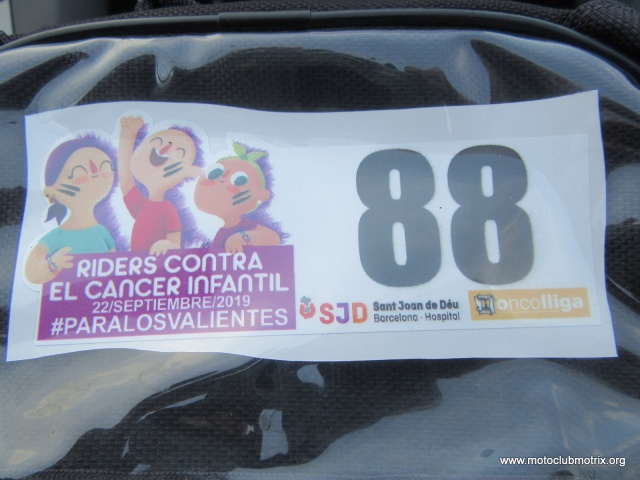 RIDERS CONTRA
EL CANCER INFANTIL
22/SEPTIEMBRE/2019
#PARALOSVALIENTES
88
SJD Sant Joan de Déu
Barcelona · Hospital
oncolliga
www.motoclubmotrix.org